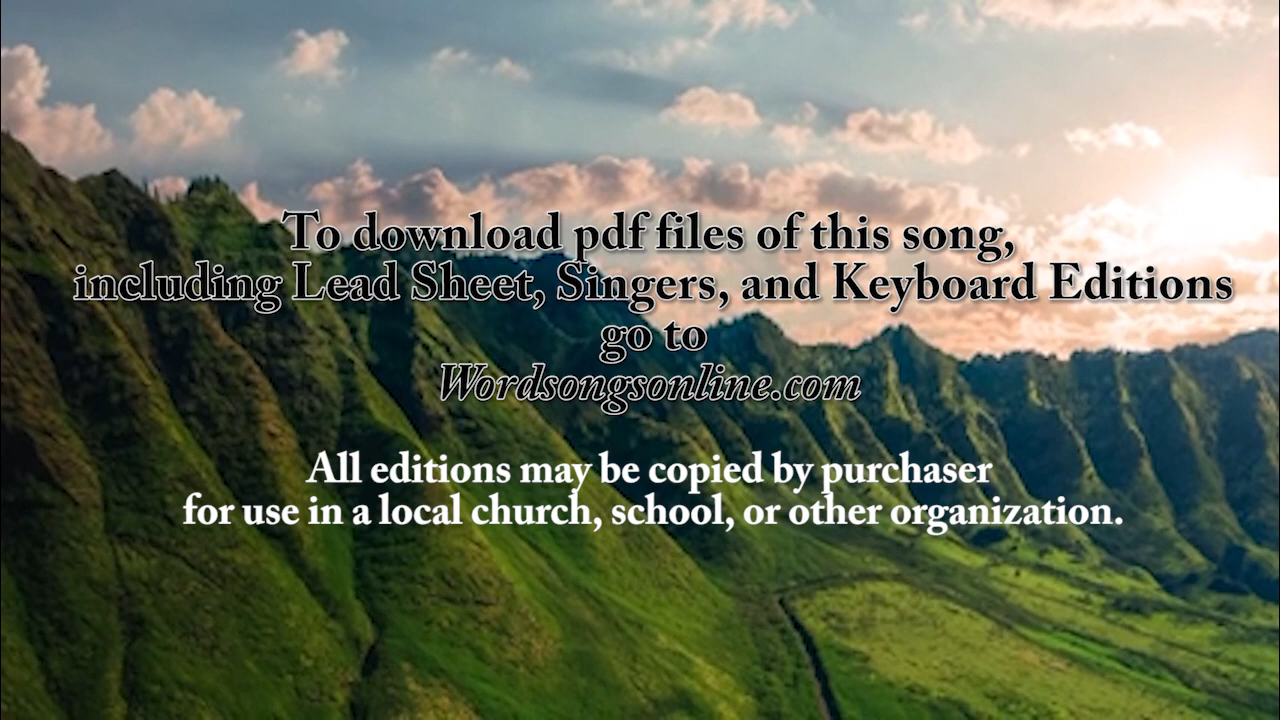 To download pdf files of this song,
including Lead Sheet, Singers, and Keyboard Editions
go to
Wordsongsonline.com
All editions may be copied by purchaser
for use in a local church, school, or other organization.